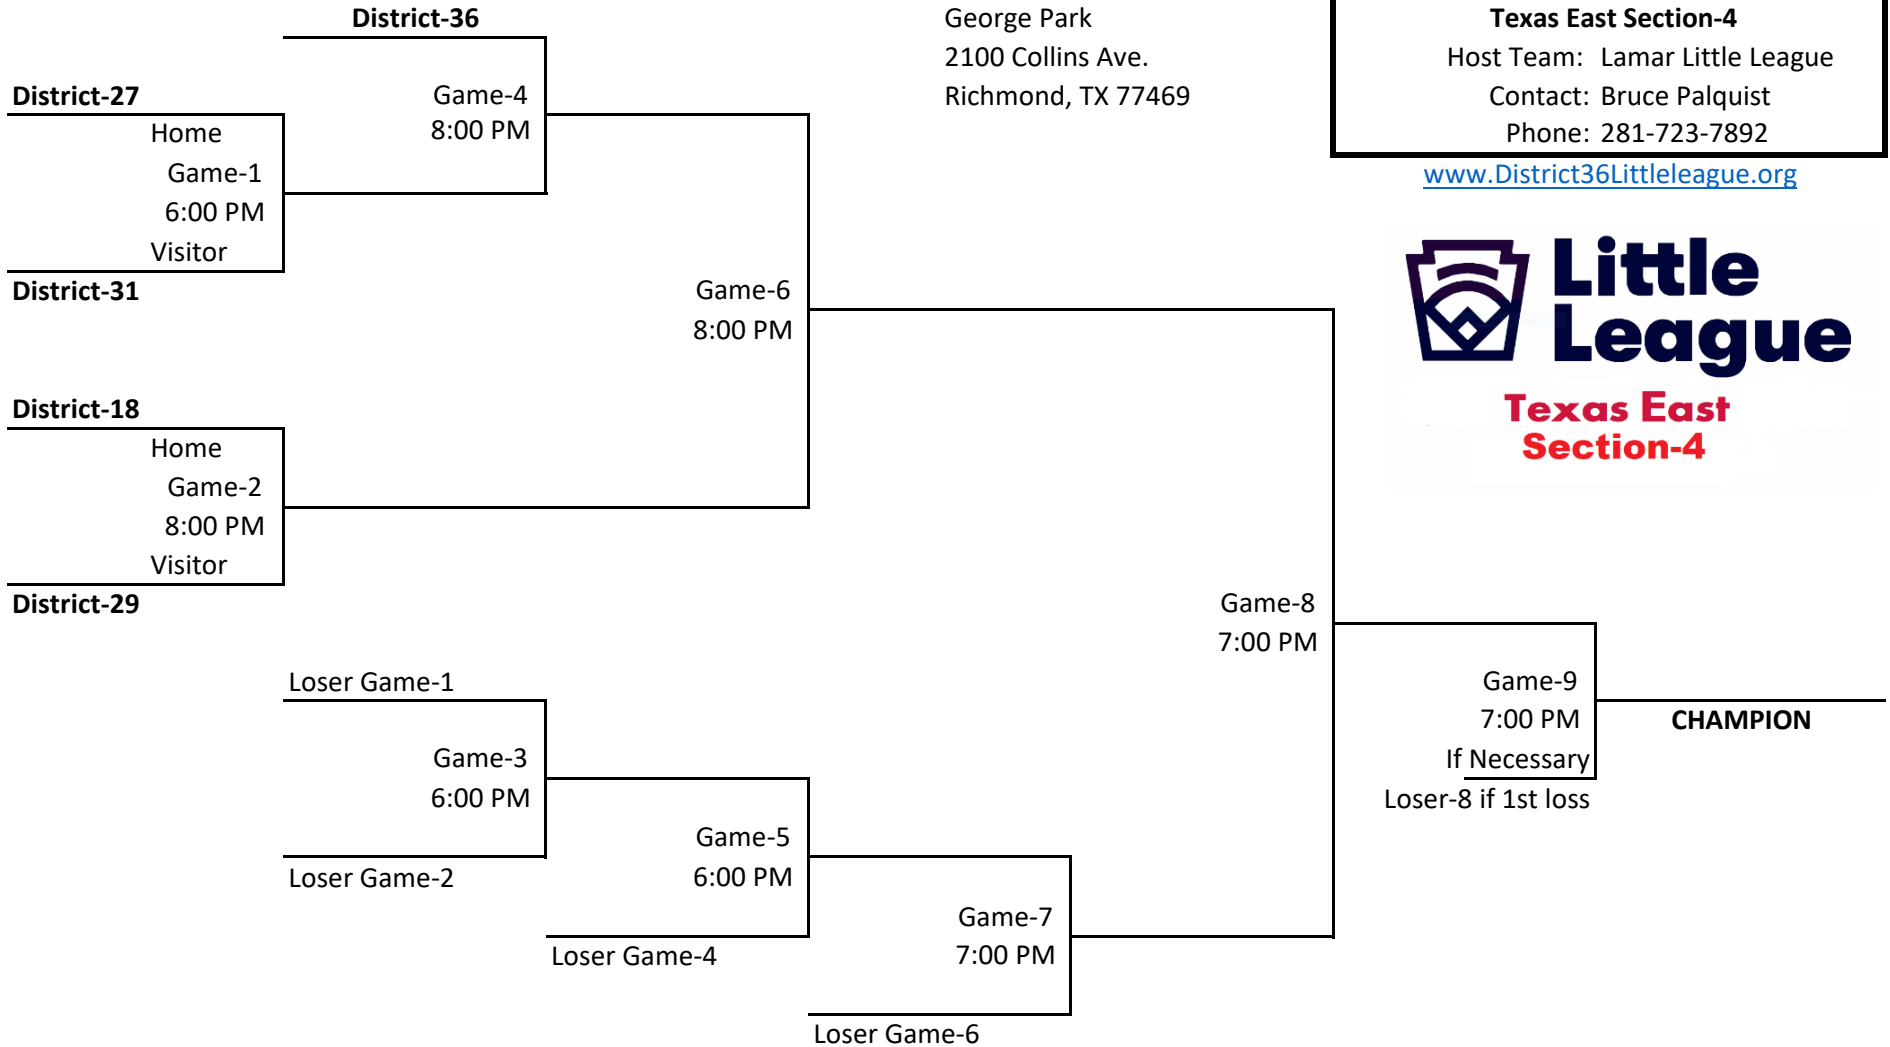 District-36
George Park
2100 Collins Ave.
Richmond, TX 77469
Texas East Section-4
Host Team: Lamar Little League
Contact: Bruce Palquist
Phone: 281-723-7892
www.District36Littleleague.org
District-27
Home
Game-1
6:00 PM
Visitor
District-31
Game-4
8:00 PM
Game-6
8:00 PM
Little
League
Texas East
Section-4
District-18
Home
Game-2
8:00 PM
Visitor
District-29
Game-8
7:00 PM
Loser Game-1
Game-3
6:00 PM
Loser Game-2
Game-5
6:00 PM
Loser Game-4
Game-7
7:00 PM
Loser Game-6
Game-9
7:00 PM
If Necessary
Loser-8 if 1st loss
CHAMPION